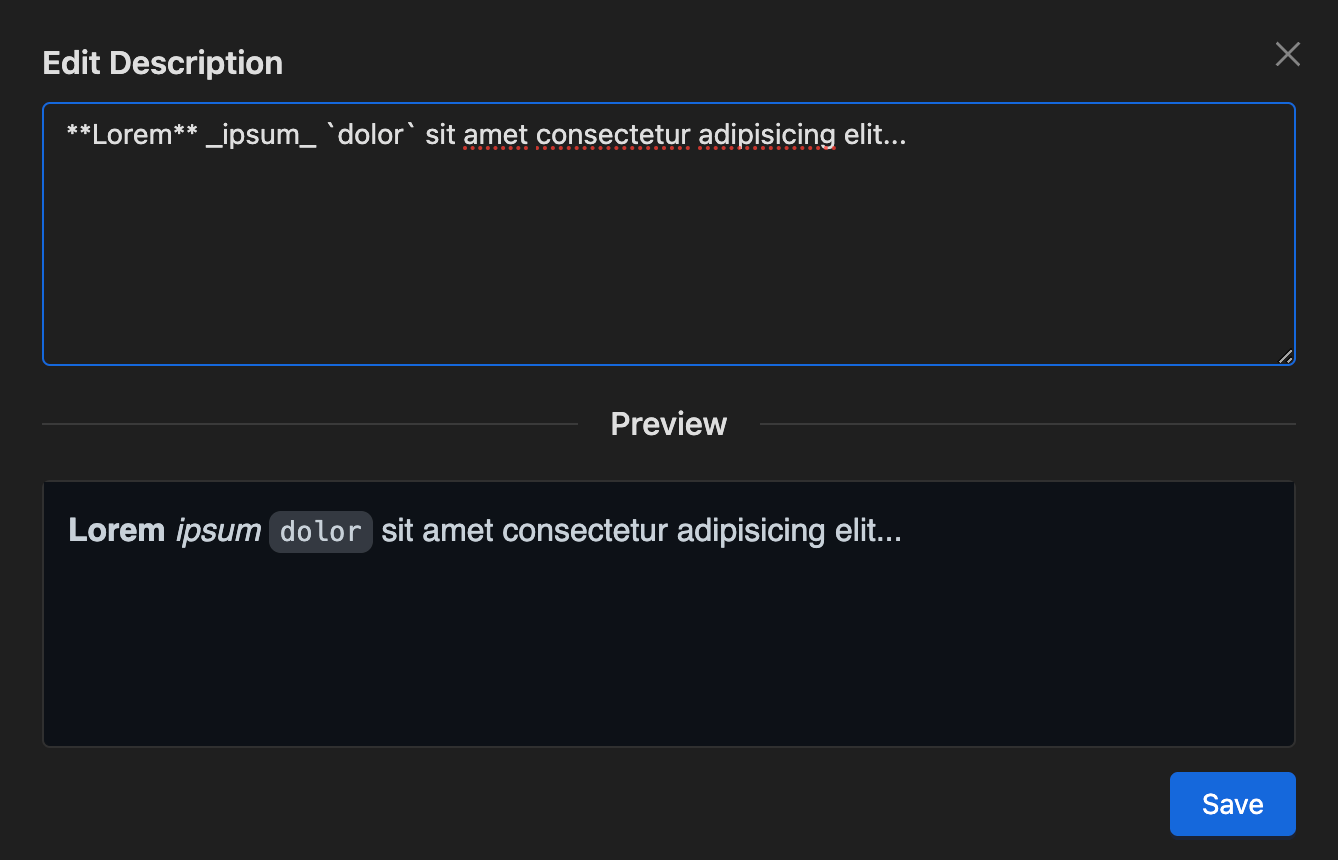 Edit Description
**Lorem** _ipsum_ `dolor` sit amet consectetur adipisicing elit...
Preview
Lorem ipsum dolor sit amet consectetur adipisicing elit...
Save